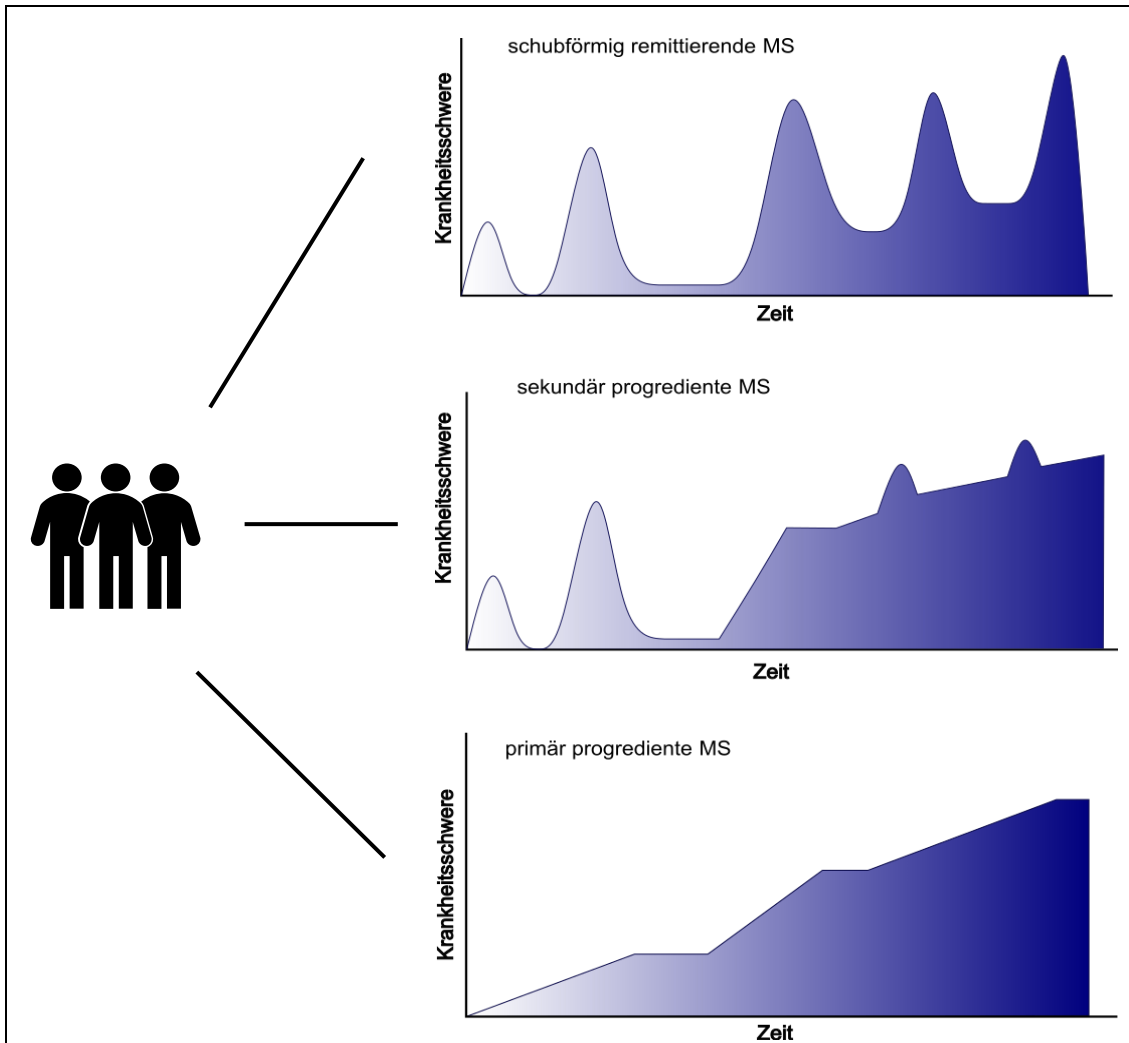 schubförmig remittierende MS
Krankheitsschwere
Zeit
sekundär progrediente MS
Krankheitsschwere
Zeit
primär progrediente MS
Krankheitsschwere
Zeit